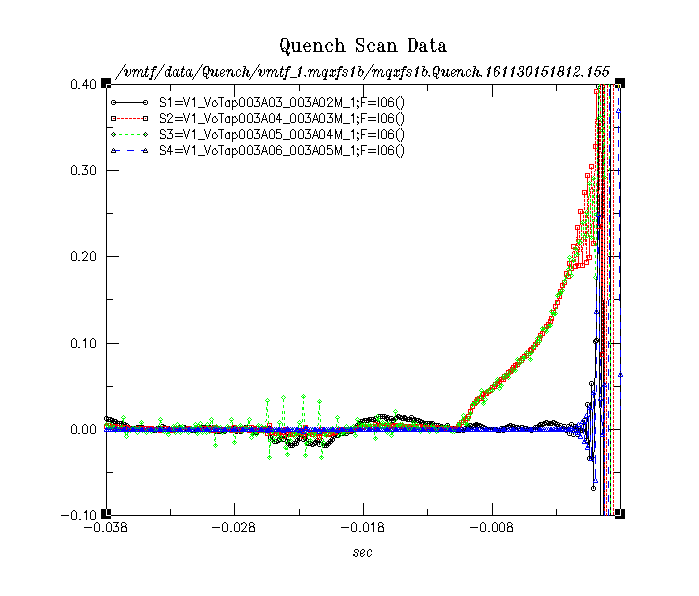 Quench Scan Data
/vmtf/data/Quench/vmtf_1.mqxfs1b/mqxfs1b.Quench.161130151812.155
0.40
S1=V1_VoTap003A03_003A02M_1;F=I06()
S2=V1_VoTap003A04_003A03M_1;F=I06()
S3=V1_VoTap003A05_003A04M_1;F=I06()
S4=V1_VoTap003A06_003A05M_1;F=I06()
0.30
0.20
0.10
0.00
-0.10
-0.038 -0.028 -0.018 -0.008
sec